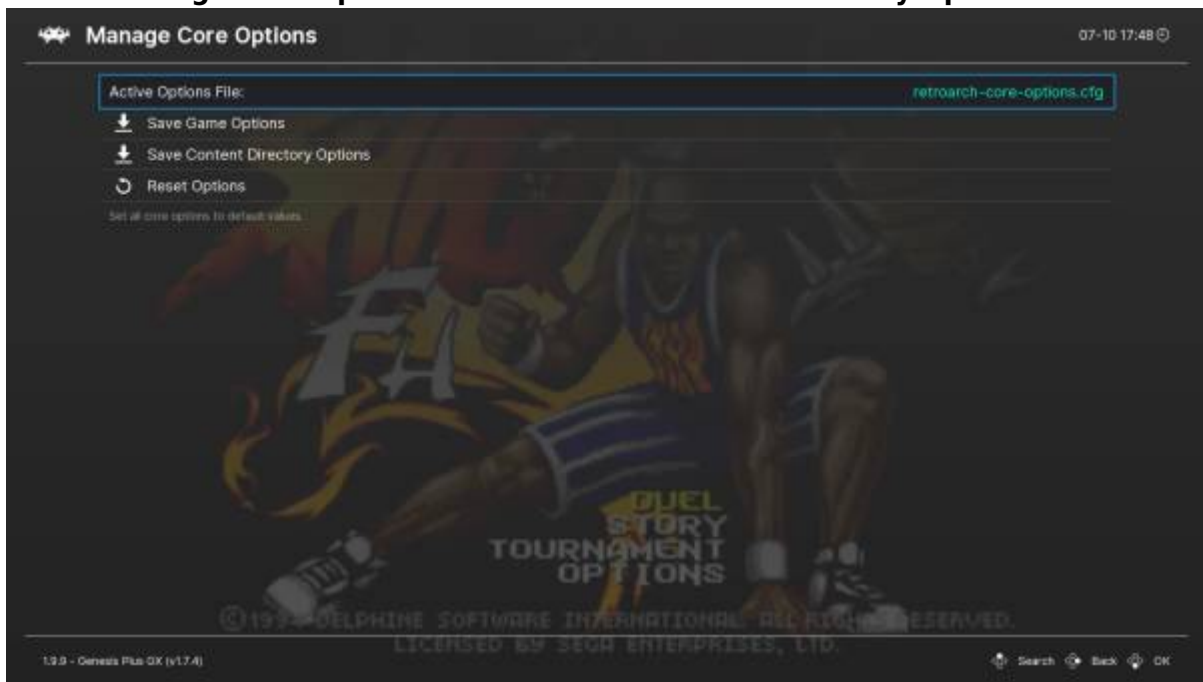 Manage Core Options
07-10 17:48
Active Options File:
retroarch-core-options.cfg
Save Game Options
Save Content Directory Options
Reset Options
Set all core options to default values.
FU
DUEL
STORY
TOURNAMENT
OPTIONS
DELPHINE SOFTWARE INTERNATIONAL ALL RIGHTS RESERVED.
LICENSED BY SEGA ENTERPRISES, LTD.
1.9.9 - Genesis Plus GX (v1.7.4)
Search Back OK